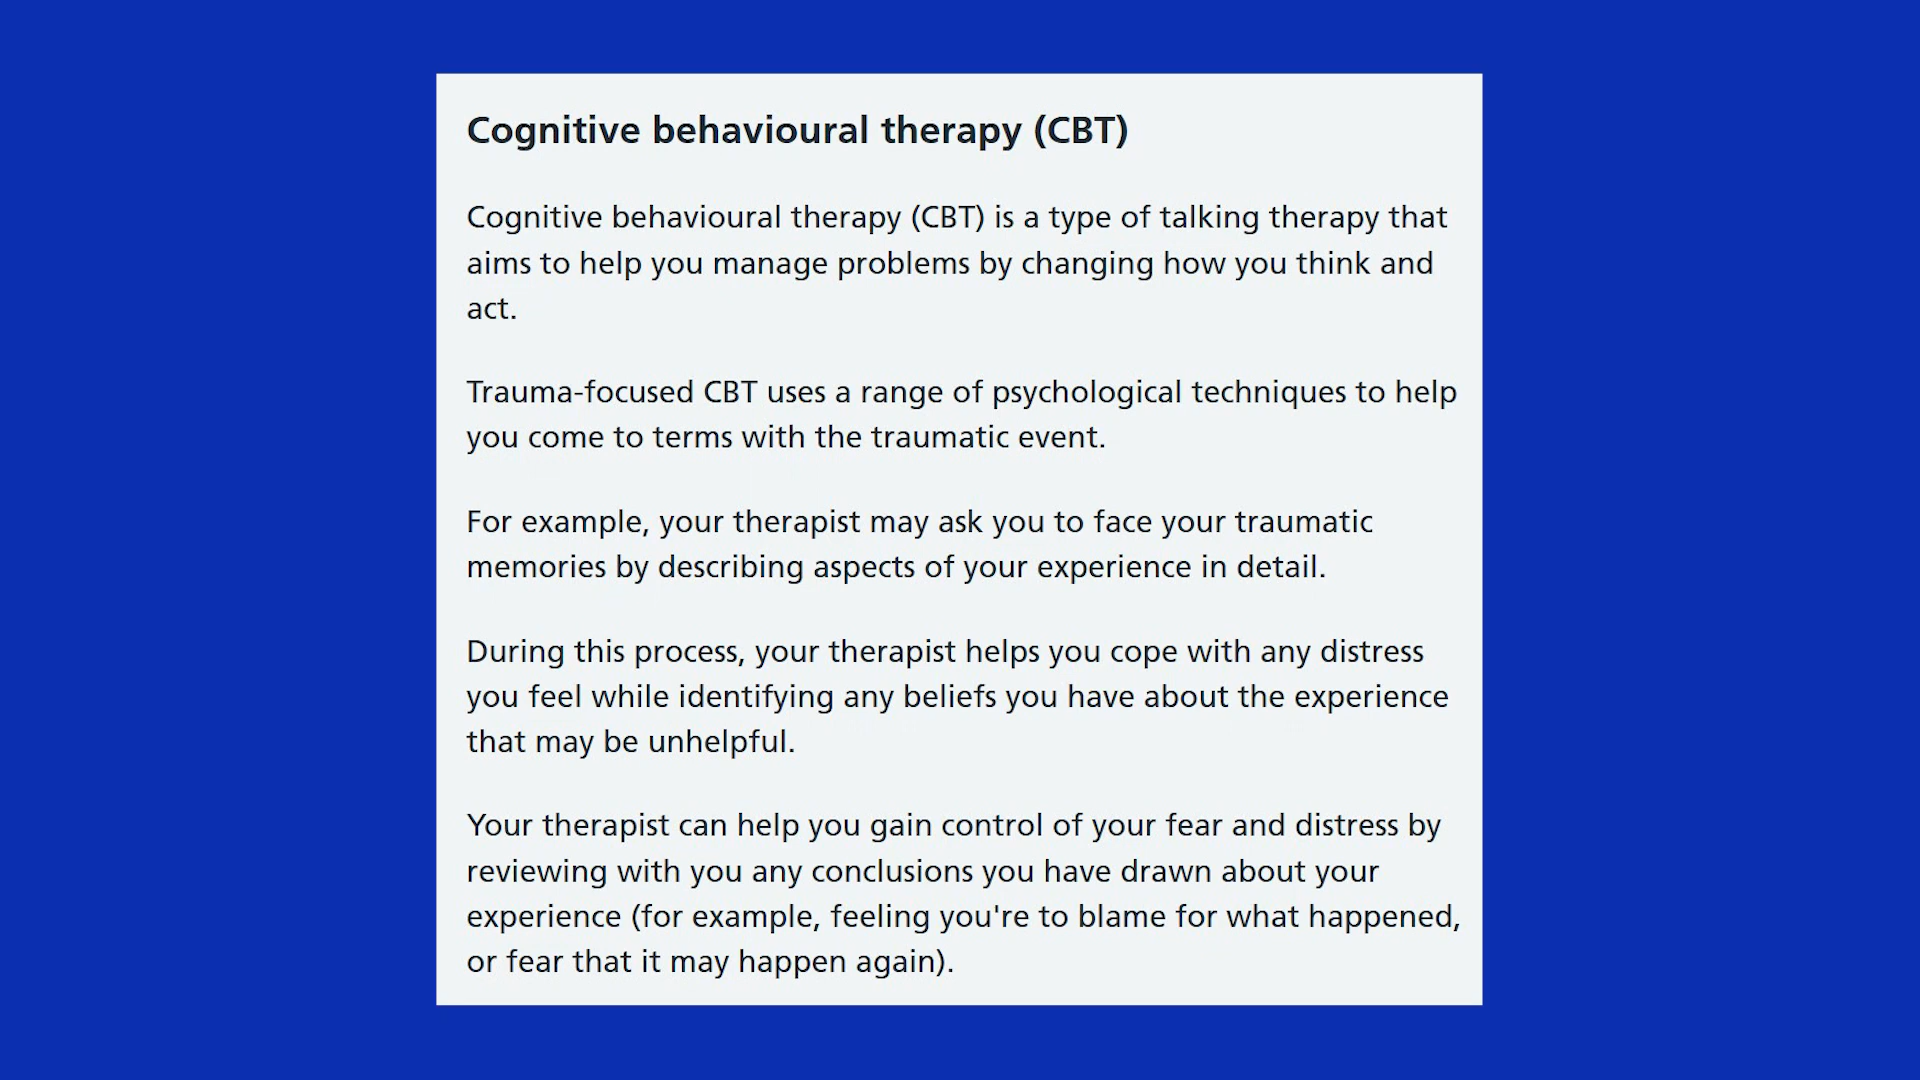 Cognitive behavioural therapy (CBT)
Cognitive behavioural therapy (CBT) is a type of talking therapy that
aims to help you manage problems by changing how you think and
act.
Trauma-focused CBT uses a range of psychological techniques to help
you come to terms with the traumatic event.
For example, your therapist may ask you to face your traumatic
memories by describing aspects of your experience in detail.
During this process, your therapist helps you cope with any distress
you feel while identifying any beliefs you have about the experience
that may be unhelpful.
Your therapist can help you gain control of your fear and distress by
reviewing with you any conclusions you have drawn about your
experience (for example, feeling you're to blame for what happened,
or fear that it may happen again).